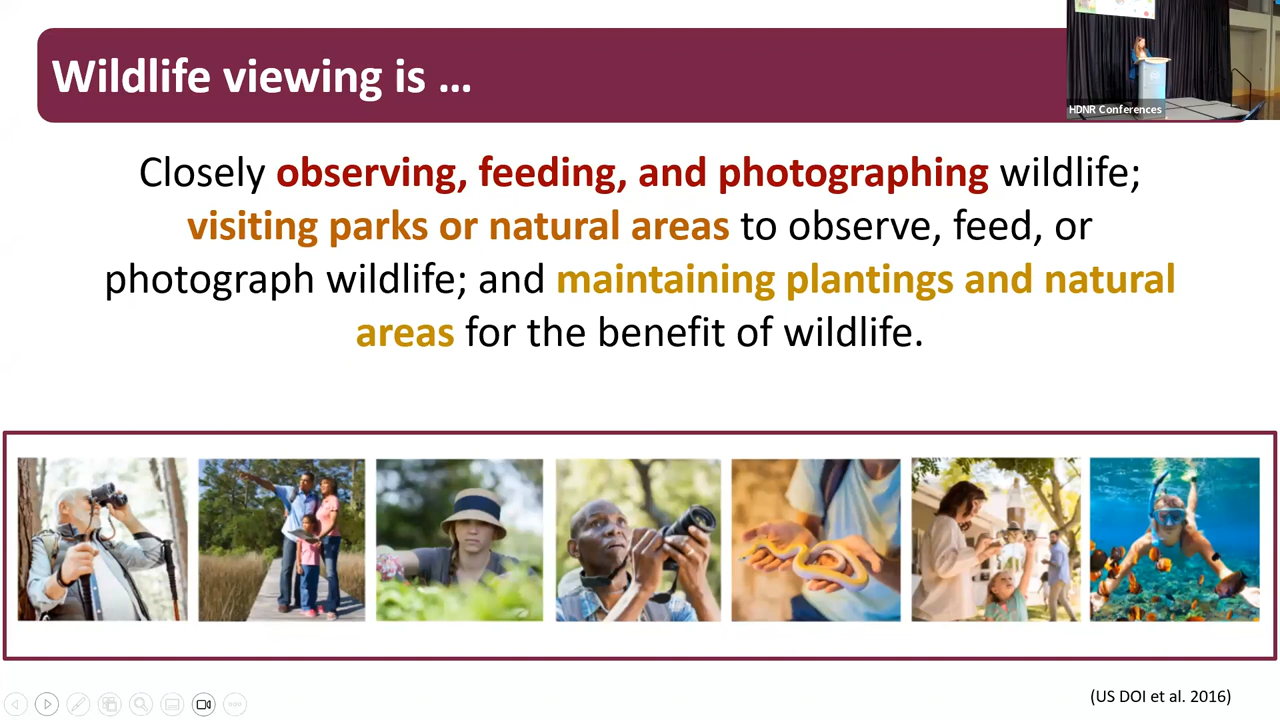 Wildlife viewing is ...
HDNR Conferences
Closely observing, feeding, and photographing wildlife;
visiting parks or natural areas to observe, feed, or
photograph wildlife; and maintaining plantings and natural
areas for the benefit of wildlife.
(US DOI et al. 2016)